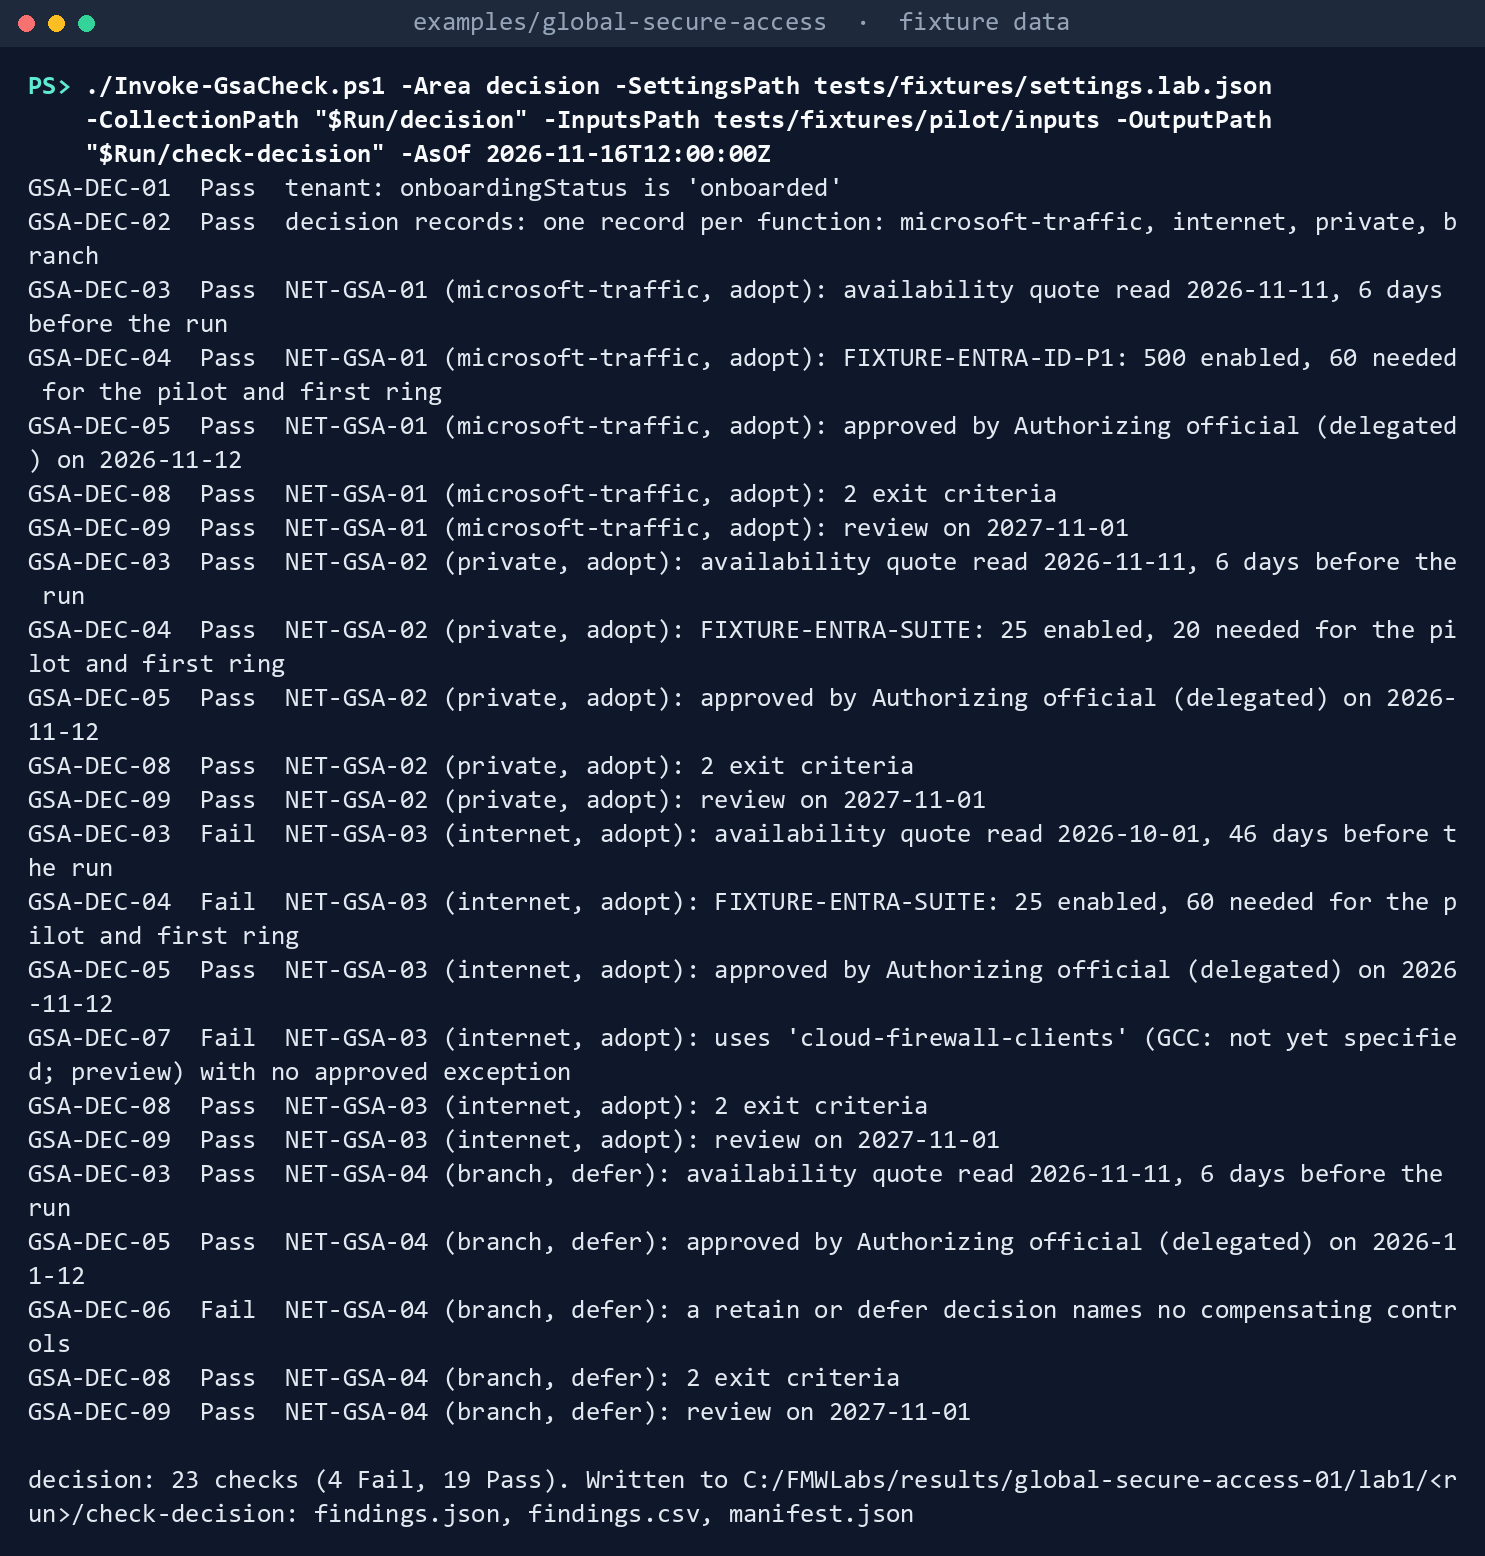 examples/global-secure-access  ·  fixture data
PS> ./Invoke-GsaCheck.ps1 -Area decision -SettingsPath tests/fixtures/settings.lab.json
    -CollectionPath "$Run/decision" -InputsPath tests/fixtures/pilot/inputs -OutputPath
    "$Run/check-decision" -AsOf 2026-11-16T12:00:00Z
GSA-DEC-01  Pass  tenant: onboardingStatus is 'onboarded'
GSA-DEC-02  Pass  decision records: one record per function: microsoft-traffic, internet, private, b
ranch
GSA-DEC-03  Pass  NET-GSA-01 (microsoft-traffic, adopt): availability quote read 2026-11-11, 6 days
before the run
GSA-DEC-04  Pass  NET-GSA-01 (microsoft-traffic, adopt): FIXTURE-ENTRA-ID-P1: 500 enabled, 60 needed
 for the pilot and first ring
GSA-DEC-05  Pass  NET-GSA-01 (microsoft-traffic, adopt): approved by Authorizing official (delegated
) on 2026-11-12
GSA-DEC-08  Pass  NET-GSA-01 (microsoft-traffic, adopt): 2 exit criteria
GSA-DEC-09  Pass  NET-GSA-01 (microsoft-traffic, adopt): review on 2027-11-01
GSA-DEC-03  Pass  NET-GSA-02 (private, adopt): availability quote read 2026-11-11, 6 days before the
 run
GSA-DEC-04  Pass  NET-GSA-02 (private, adopt): FIXTURE-ENTRA-SUITE: 25 enabled, 20 needed for the pi
lot and first ring
GSA-DEC-05  Pass  NET-GSA-02 (private, adopt): approved by Authorizing official (delegated) on 2026-
11-12
GSA-DEC-08  Pass  NET-GSA-02 (private, adopt): 2 exit criteria
GSA-DEC-09  Pass  NET-GSA-02 (private, adopt): review on 2027-11-01
GSA-DEC-03  Fail  NET-GSA-03 (internet, adopt): availability quote read 2026-10-01, 46 days before t
he run
GSA-DEC-04  Fail  NET-GSA-03 (internet, adopt): FIXTURE-ENTRA-SUITE: 25 enabled, 60 needed for the p
ilot and first ring
GSA-DEC-05  Pass  NET-GSA-03 (internet, adopt): approved by Authorizing official (delegated) on 2026
-11-12
GSA-DEC-07  Fail  NET-GSA-03 (internet, adopt): uses 'cloud-firewall-clients' (GCC: not yet specifie
d; preview) with no approved exception
GSA-DEC-08  Pass  NET-GSA-03 (internet, adopt): 2 exit criteria
GSA-DEC-09  Pass  NET-GSA-03 (internet, adopt): review on 2027-11-01
GSA-DEC-03  Pass  NET-GSA-04 (branch, defer): availability quote read 2026-11-11, 6 days before the
run
GSA-DEC-05  Pass  NET-GSA-04 (branch, defer): approved by Authorizing official (delegated) on 2026-1
1-12
GSA-DEC-06  Fail  NET-GSA-04 (branch, defer): a retain or defer decision names no compensating contr
ols
GSA-DEC-08  Pass  NET-GSA-04 (branch, defer): 2 exit criteria
GSA-DEC-09  Pass  NET-GSA-04 (branch, defer): review on 2027-11-01
decision: 23 checks (4 Fail, 19 Pass). Written to C:/FMWLabs/results/global-secure-access-01/lab1/<r
un>/check-decision: findings.json, findings.csv, manifest.json